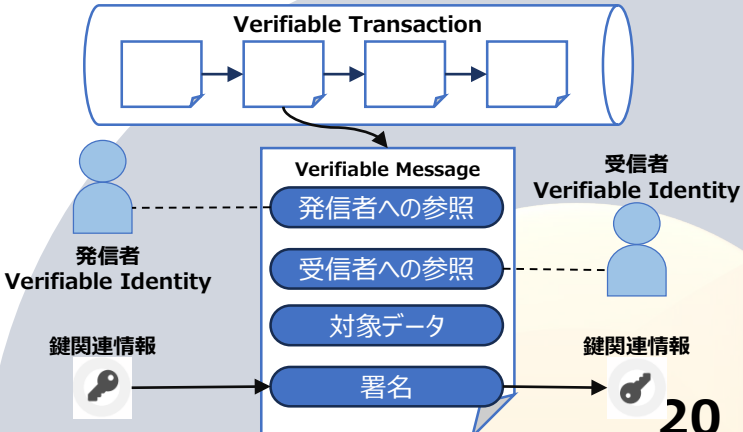 Verifiable Transaction
Verifiable Message
発信者への参照
受信者への参照
対象データ
署名
発信者
Verifiable Identity
鍵関連情報
受信者
Verifiable Identity
鍵関連情報
20